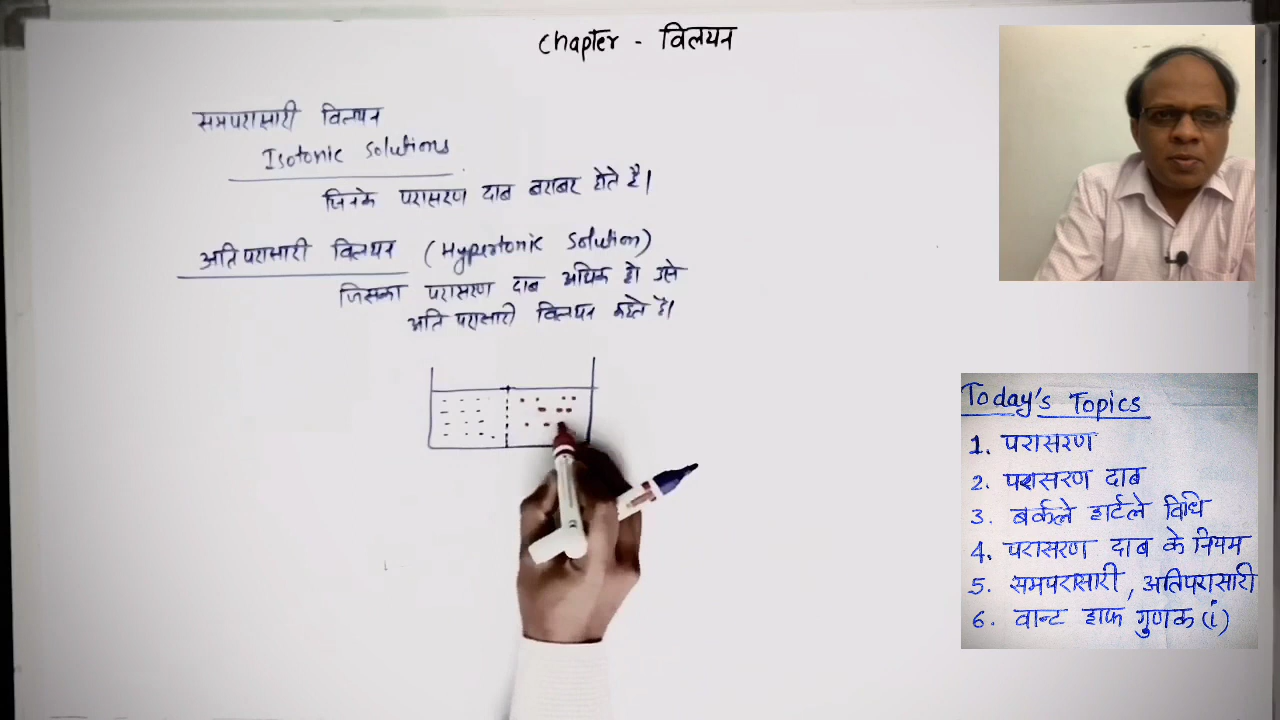 Chapter - विलयन
समपरासारी विलयन
Isotonic Solutions
जिनके परासरण दाब बराबर होते है।
अतिपरासारी विलयन (Hypertonic Solution)
जिसका परासरण दाब अधिक हो उसे
अति परासारी विलयन कहते है।
Today's Topics
1. परासरण
2. परासरण दाब
3. बर्कले हार्टले विधि
4. परासरण दाब के नियम
5. समपरासारी, अतिपरासारी
6. वान्ट हाफ गुणक (i)